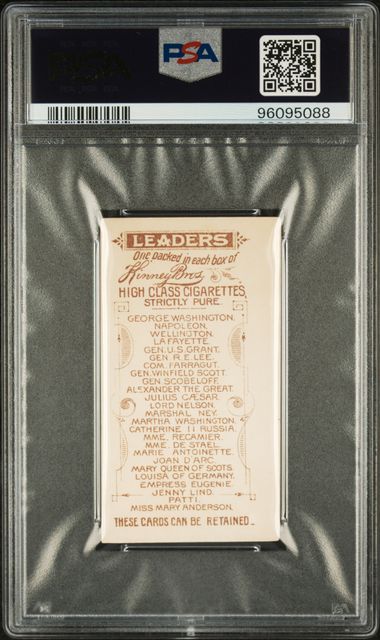 PSA
96095088
LEADERS
One packed in each box of
Kinney Bros
HIGH CLASS CIGARETTES,
STRICTLY PURE.
GEORGE WASHINGTON.
NAPOLEON.
WELLINGTON.
LA FAYETTE.
GEN. U.S. GRANT.
GEN. R.E. LEE.
COM. FARRAGUT.
GEN. WINFIELD SCOTT.
GEN. SCOBELOFF.
ALEXANDER THE GREAT.
JULIUS CÆSAR.
LORD NELSON.
MARSHAL NEY.
MARTHA WASHINGTON.
CATHERINE II RUSSIA.
MME. RECAMIER.
MME. DE STAEL.
MARIE ANTOINETTE.
JOAN D'ARC.
MARY QUEEN OF SCOTS.
LOUISA OF GERMANY.
EMPRESS EUGENIE.
JENNY LIND.
PATTI.
MISS MARY ANDERSON.
THESE CARDS CAN BE RETAINED